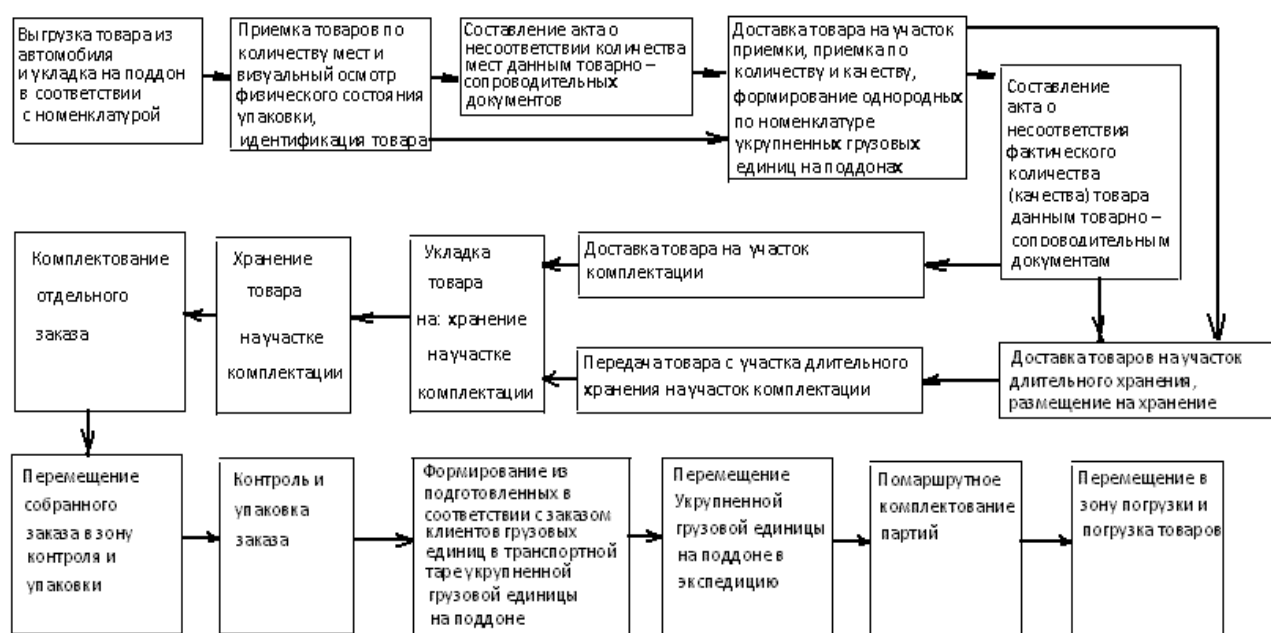 Выгрузка товара из
автомобиля
и укладка на поддон
в соответствии
с номенклатурой
Приемка товаров по
количеству мест и
визуальный осмотр
физического состояния
упаковки,
идентификация товара
Составление акта о
несоответствии количества
мест данным товарно –
сопроводительных
документов
Доставка товара на участок
приемки, приемка по
количеству и качеству,
формирование однородных
по номенклатуре
укрупненных грузовых
единиц на поддонах
Составление
акта о
несоответствия
фактического
количества
(качества) товара
данным товарно –
сопроводительным
документам
Комплектование
отдельного
заказа
Хранение
товара
на участке
комплектации
Укладка
товара
на: хранение
на участке
комплектации
Доставка товара на участок
комплектации
Передача товара с участка длительного
хранения на участок комплектации
Доставка товаров на участок
длительного хранения,
размещение на хранение
Перемещение
собранного
заказа в зону
контроля и
упаковки
Контроль и
упаковка
заказа
Формирование из
подготовленных в
соответствии с заказом
клиентов грузовых
единиц в транспортной
таре укрупненной
грузовой единицы
на поддоне
Перемещение
Укрупненной
грузовой единицы
на поддоне в
экспедицию
Помаршрутное
комплектование
партий
Перемещение в
зону погрузки и
погрузка товаров